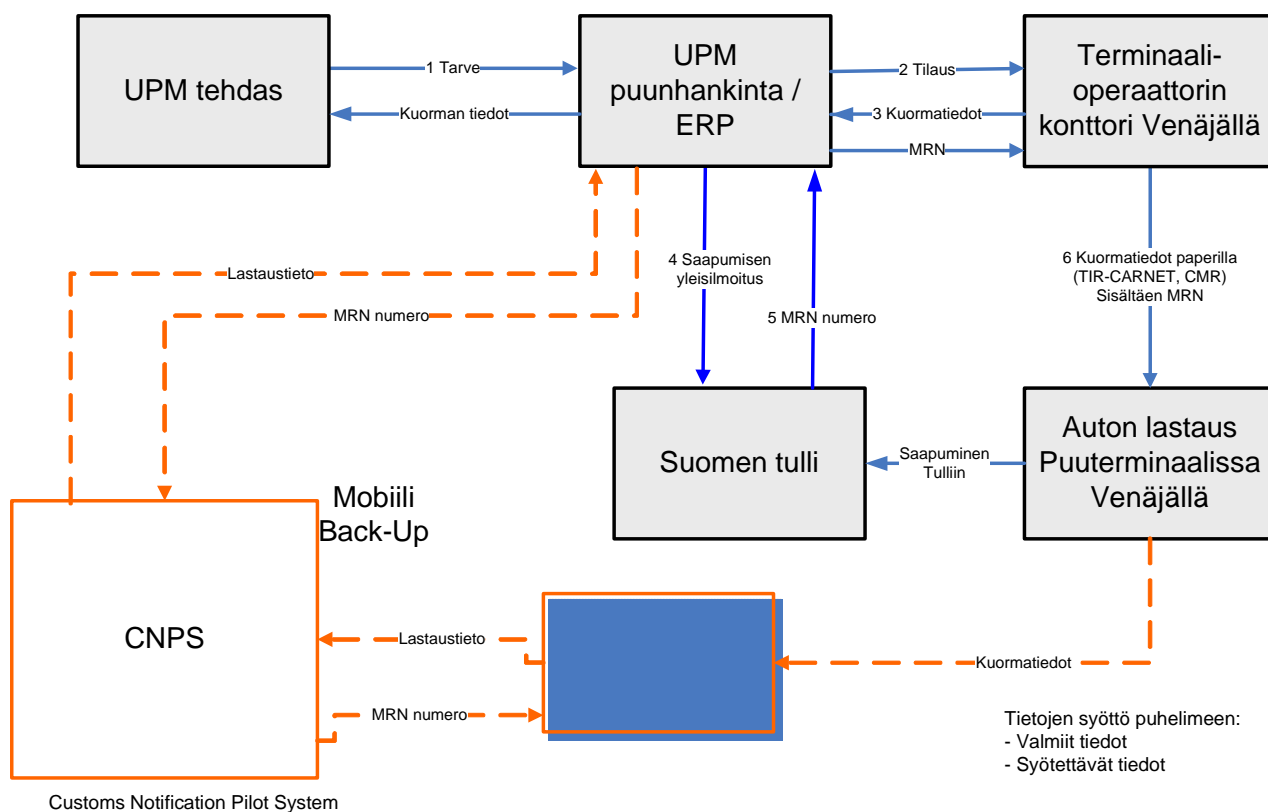 UPM tehdas
1 Tarve
Kuorman tiedot
UPM
puunhankinta /
ERP
2 Tilaus
3 Kuormatiedot
MRN
Terminaali-
operaattorin
konttori Venäjällä
Lastaustieto
MRN numero
4 Saapumisen
yleisilmoitus
5 MRN numero
6 Kuormatiedot paperilla
(TIR-CARNET, CMR)
Sisältäen MRN
Suomen tulli
Saapuminen
Tulliin
Auton lastaus
Puuterminaalissa
Venäjällä
Mobiili
Back-Up
CNPS
Lastaustieto
MRN numero
Kuormatiedot
Tietojen syöttö puhelimeen:
- Valmiit tiedot
- Syötettävät tiedot
Customs Notification Pilot System